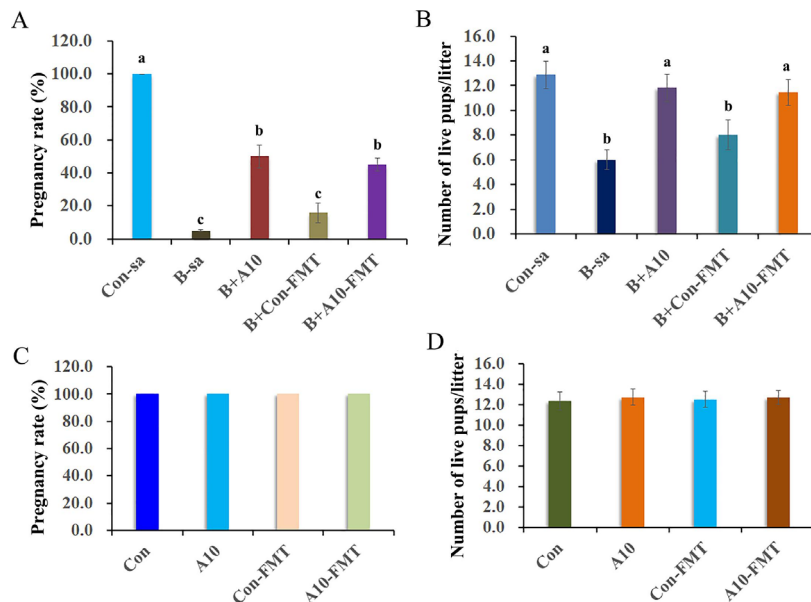 A
Pregnancy rate (%)
120.0
100.0
80.0
60.0
40.0
20.0
0.0
a
c
b
c
b
Con-sa
B-sa
B+A10
B+Con-FMT
B+A10-FMT
B
Number of live pups/litter
16.0
14.0
12.0
10.0
8.0
6.0
4.0
2.0
0.0
a
b
a
b
a
Con-sa
B-sa
B+A10
B+Con-FMT
B+A10-FMT
C
Pregnancy rate (%)
120.0
100.0
80.0
60.0
40.0
20.0
0.0
Con
A10
Con-FMT
A10-FMT
D
Number of live pups/litter
16.0
14.0
12.0
10.0
8.0
6.0
4.0
2.0
0.0
Con
A10
Con-FMT
A10-FMT